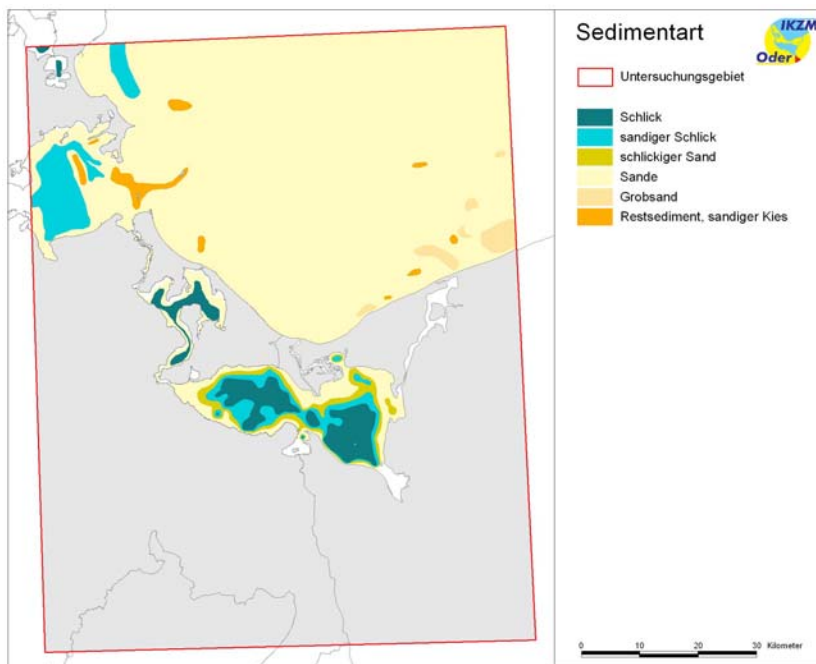 Sedimentart
IKZM
Oder
Untersuchungsgebiet
Schlick
sandiger Schlick
schlickiger Sand
Sande
Grobsand
Restsediment, sandiger Kies
0 10 20 30 Kilometer